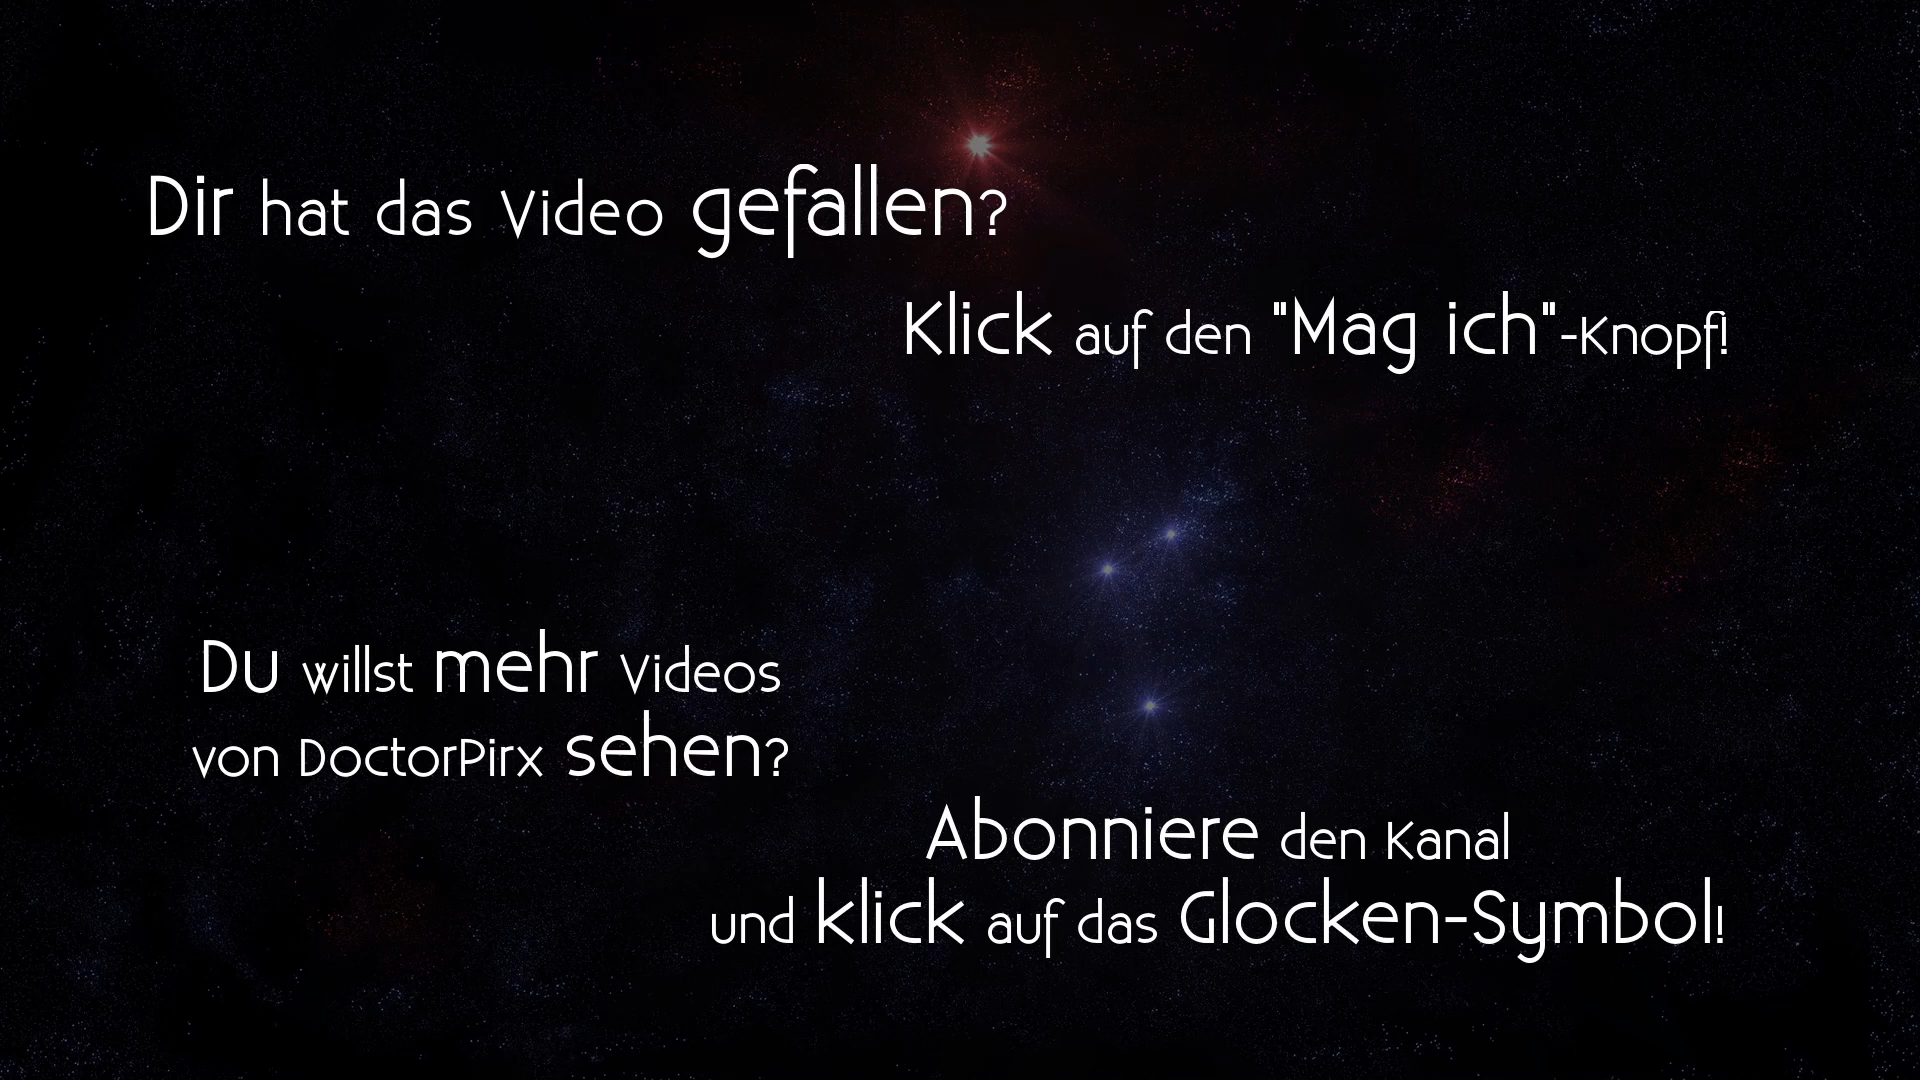 Dir hat das Video gefallen?
Klick auf den "Mag ich"-Knopf!
Du willst mehr Videos
von DoctorPirx sehen?
Abonniere den Kanal
und klick auf das Glocken-Symbol!